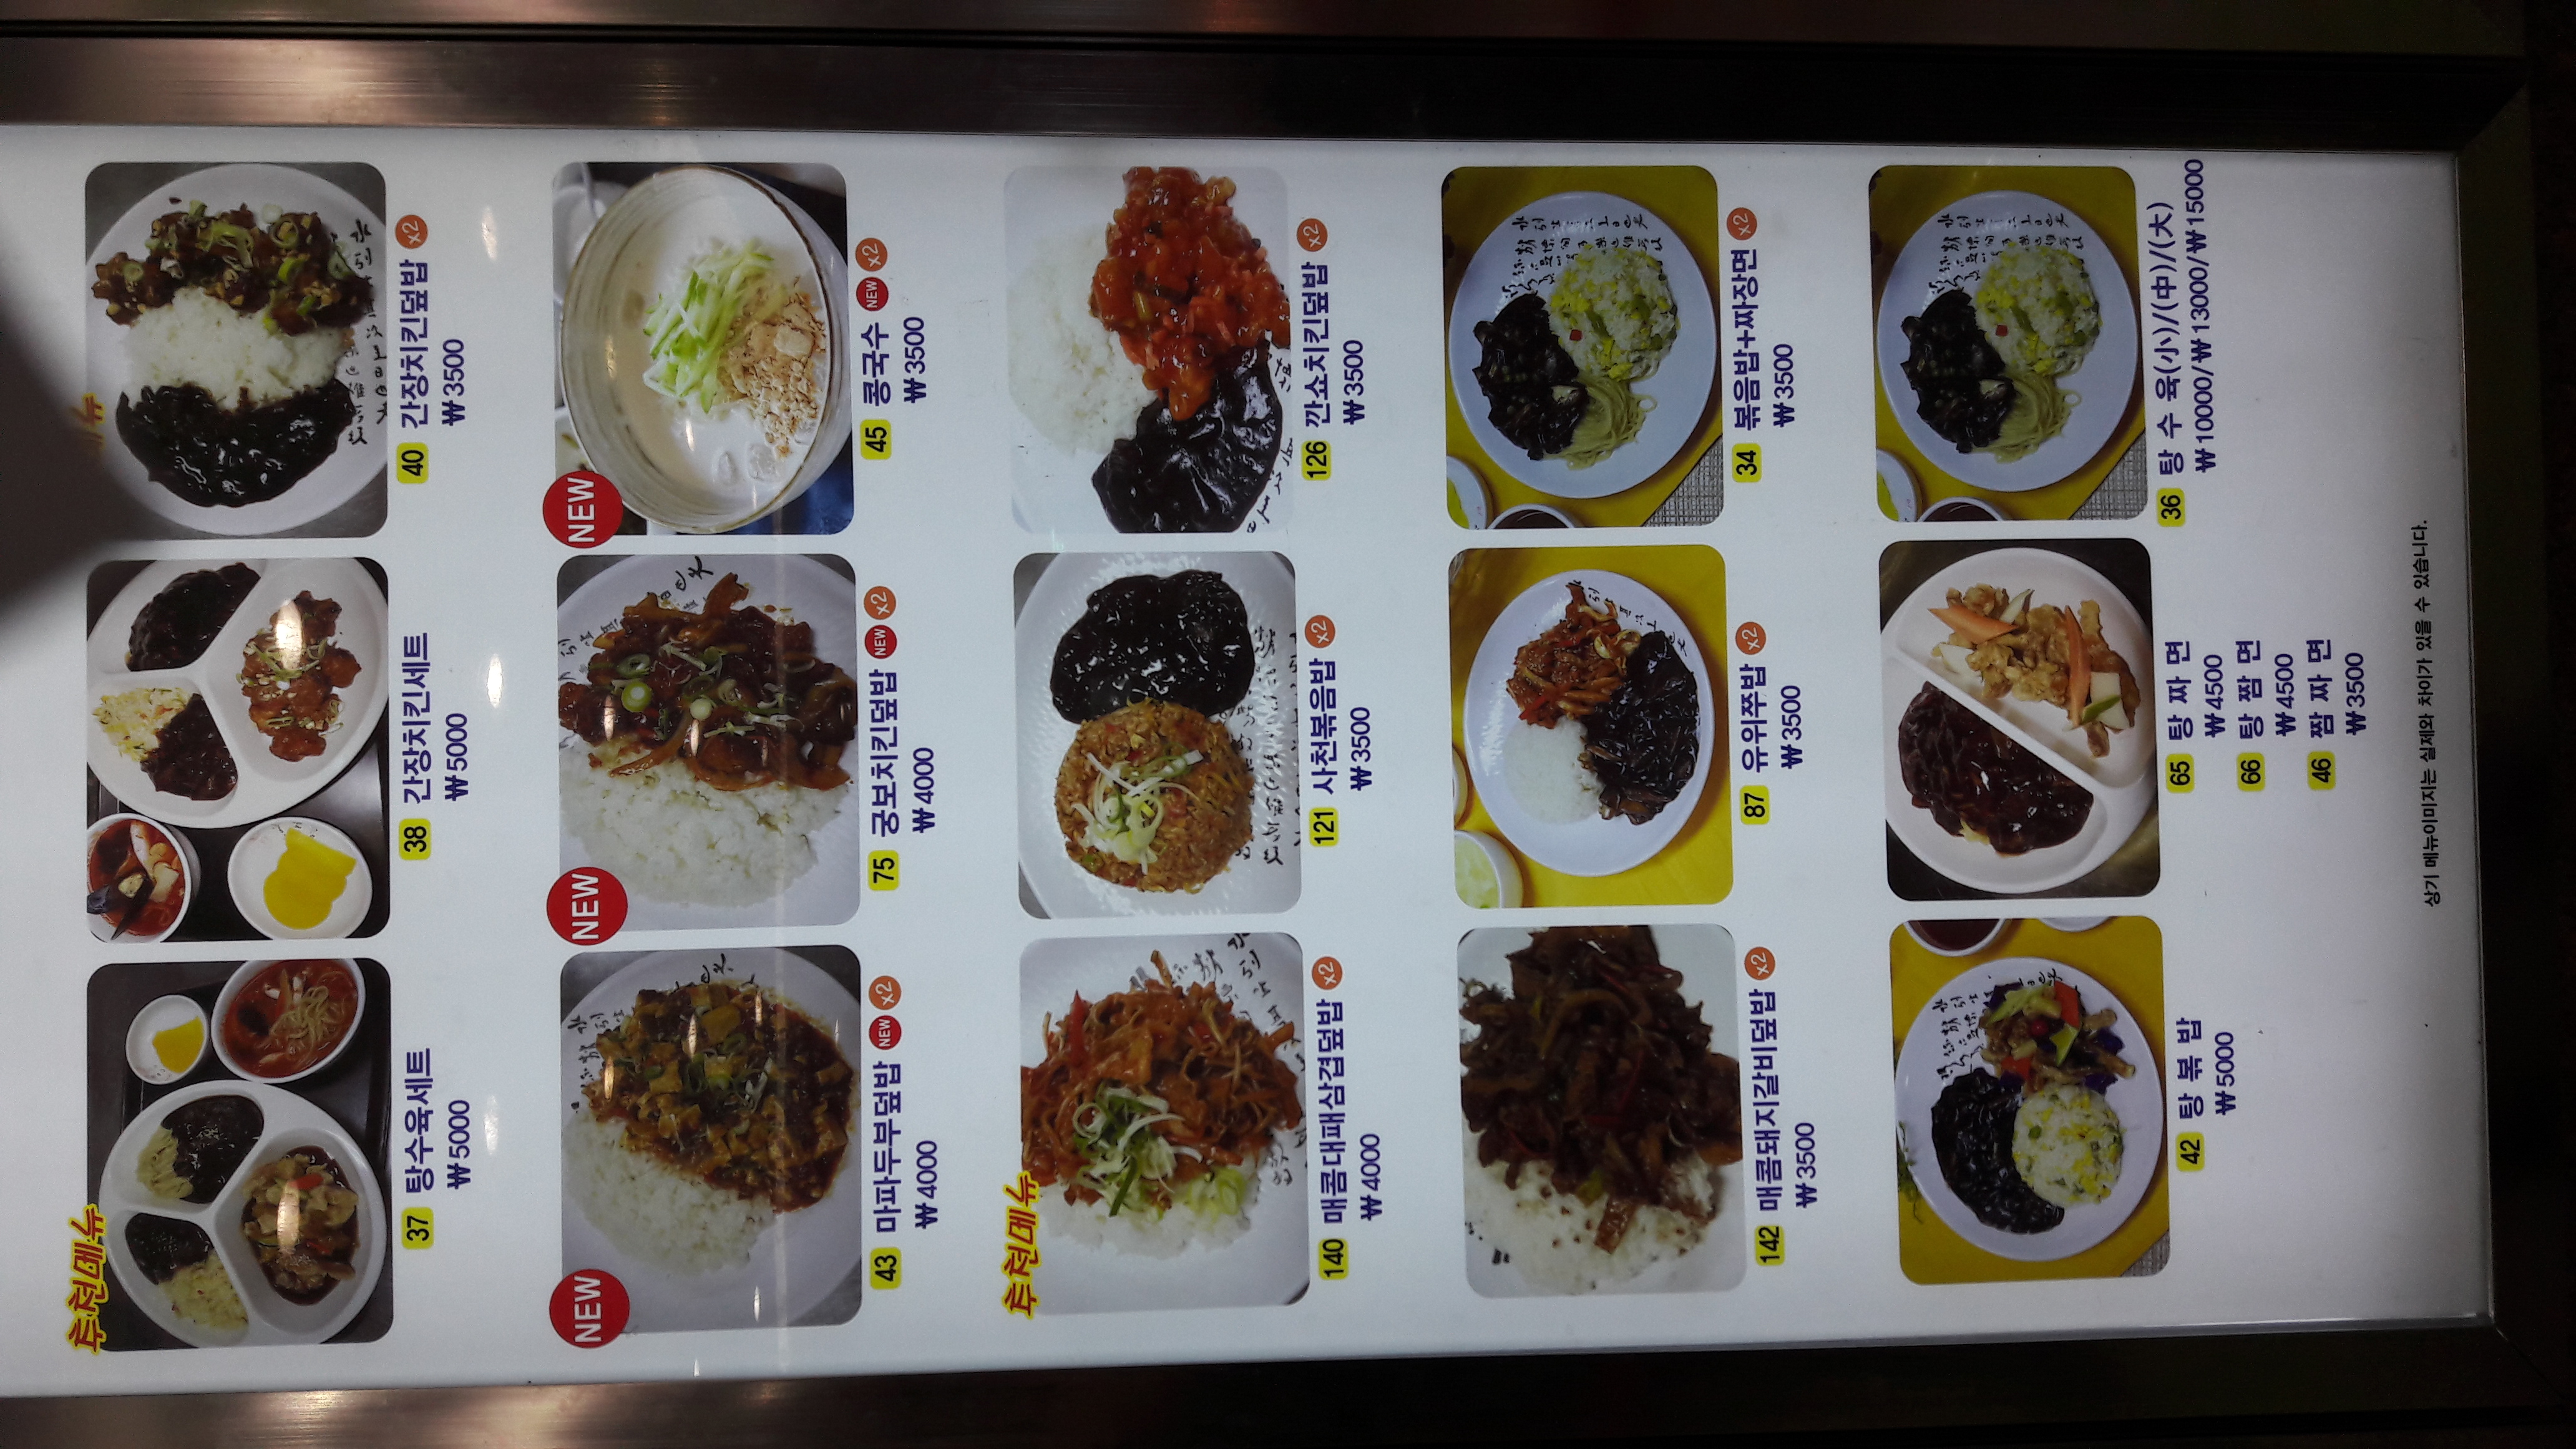 추천메뉴
메뉴
37 탕수육세트
₩5000
38 간장치킨세트
₩5000
40 간장치킨덮밥 x2
₩3500
NEW
NEW
NEW
43 마파두부덮밥 NEW x2
₩4000
75 궁보치킨덮밥 NEW x2
₩4000
45 콩국수 NEW x2
₩3500
추천메뉴
140 매콤대패삼겹덮밥 x2
₩4000
121 사천볶음밥 x2
₩3500
126 깐쇼치킨덮밥 x2
₩3500
142 매콤돼지갈비덮밥 x2
₩3500
87 유위쭈밥 x2
₩3500
34 볶음밥+짜장면 x2
₩3500
42 탕 볶 밥
₩5000
65 탕 짜 면
₩4500
66 탕 짬 면
₩4500
46 짬 짜 면
₩3500
36 탕 수 육(小)/(中)/(大)
₩10000/₩13000/₩15000
상기 메뉴이미지는 실제와 차이가 있을 수 있습니다.